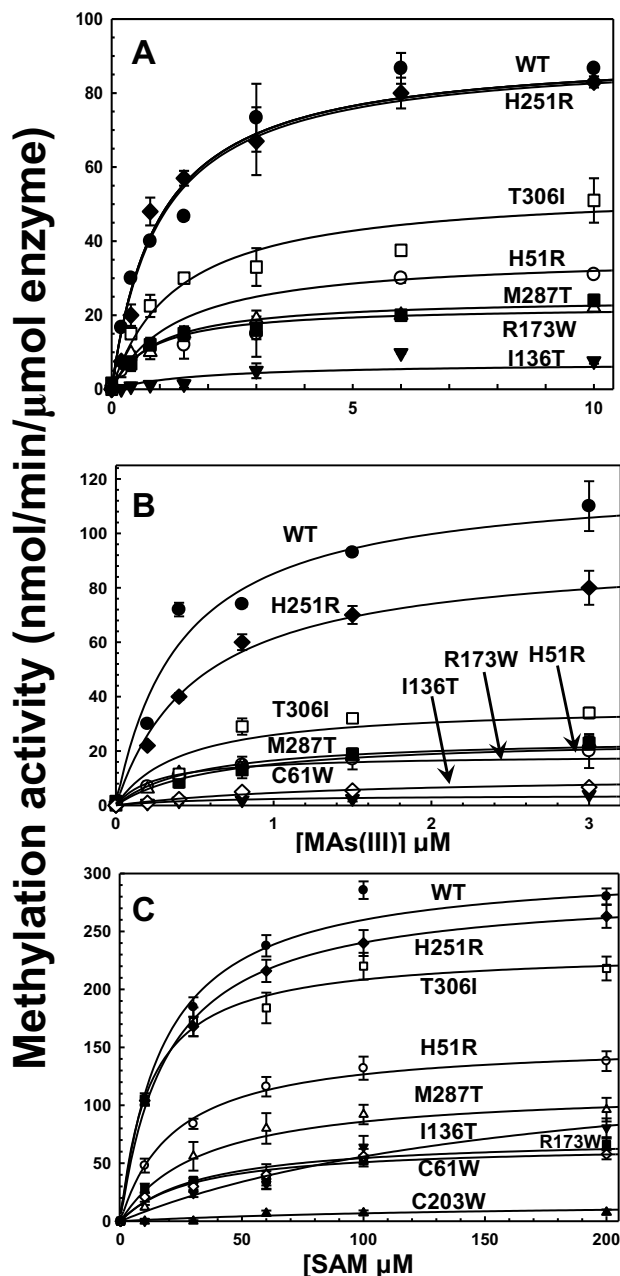 Methylation activity (nmol/min/μmol enzyme)
A
100
80
60
40
20
0
0
5
10
WT
H251R
T306I
H51R
M287T
R173W
I136T
B
120
100
80
60
40
20
0
0
1
2
3
WT
H251R
R173W
H51R
I136T
T306I
M287T
C61W
[MAs(III)] μM
C
300
250
200
150
100
50
0
0
50
100
150
200
WT
H251R
T306I
H51R
M287T
I136T
R173W
C61W
C203W
[SAM μM